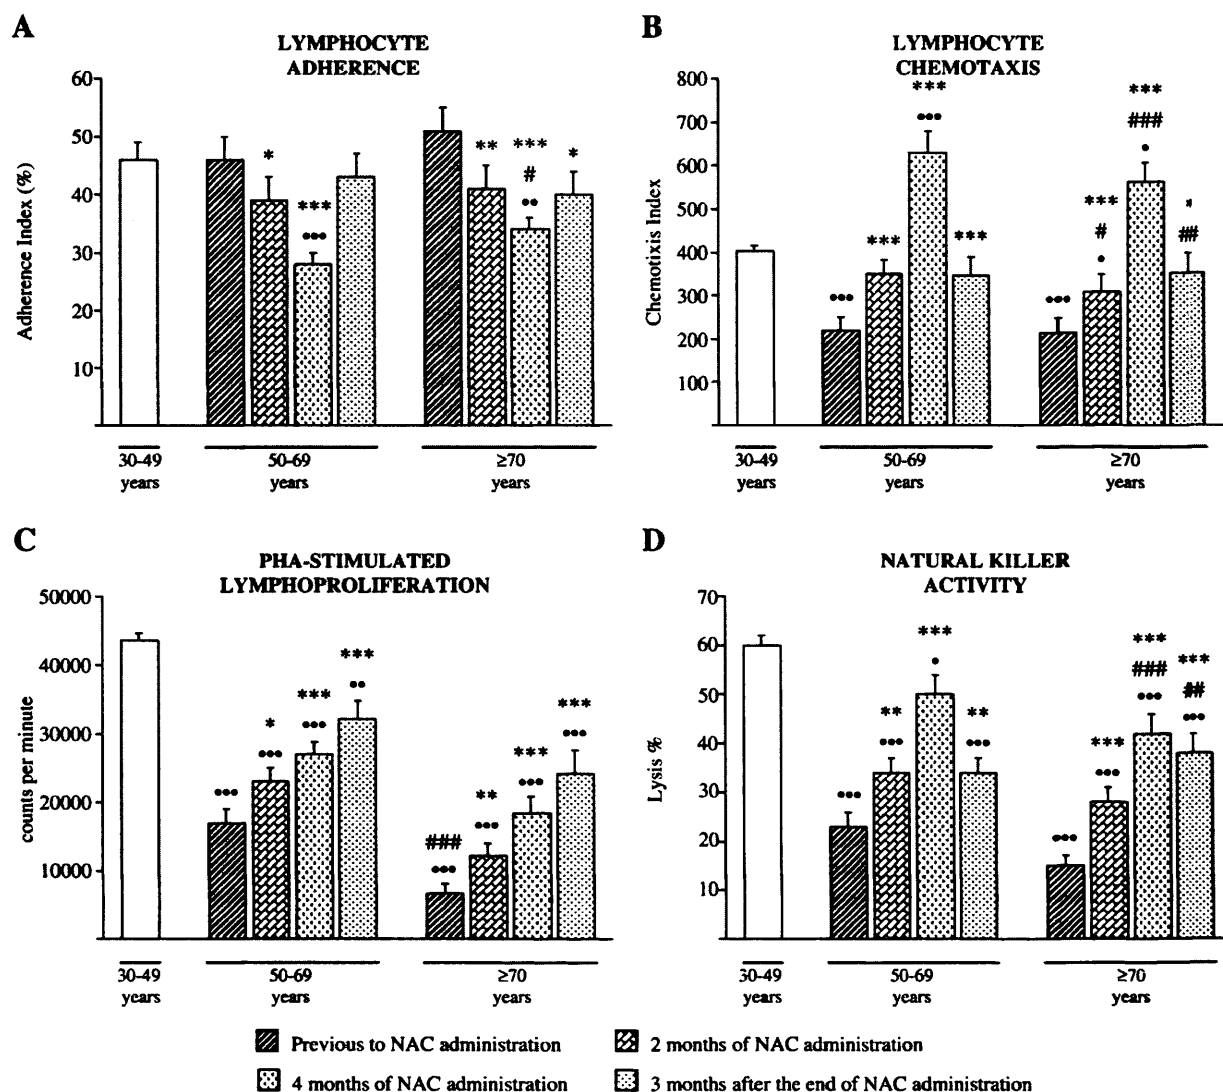 A
LYMPHOCYTE
ADHERENCE
60
50
40
30
20
10
Adherence Index (%)
*
***
•••
**
***
#
••
*
30-49
years
50-69
years
≥70
years
B
LYMPHOCYTE
CHEMOTAXIS
800
700
600
500
400
300
200
100
Chemotixis Index
•••
***
***
•••
***
•••
***
#
•
***
###
•
*
##
30-49
years
50-69
years
≥70
years
C
PHA-STIMULATED
LYMPHOPROLIFERATION
50000
40000
30000
20000
10000
counts per minute
•••
*
•••
***
•••
***
••
###
•••
**
•••
***
•••
***
•••
30-49
years
50-69
years
≥70
years
D
NATURAL KILLER
ACTIVITY
70
60
50
40
30
20
10
Lysis %
•••
**
•••
***
•
**
•••
•••
***
•••
***
###
•••
***
##
•••
30-49
years
50-69
years
≥70
years
Previous to NAC administration
2 months of NAC administration
4 months of NAC administration
3 months after the end of NAC administration